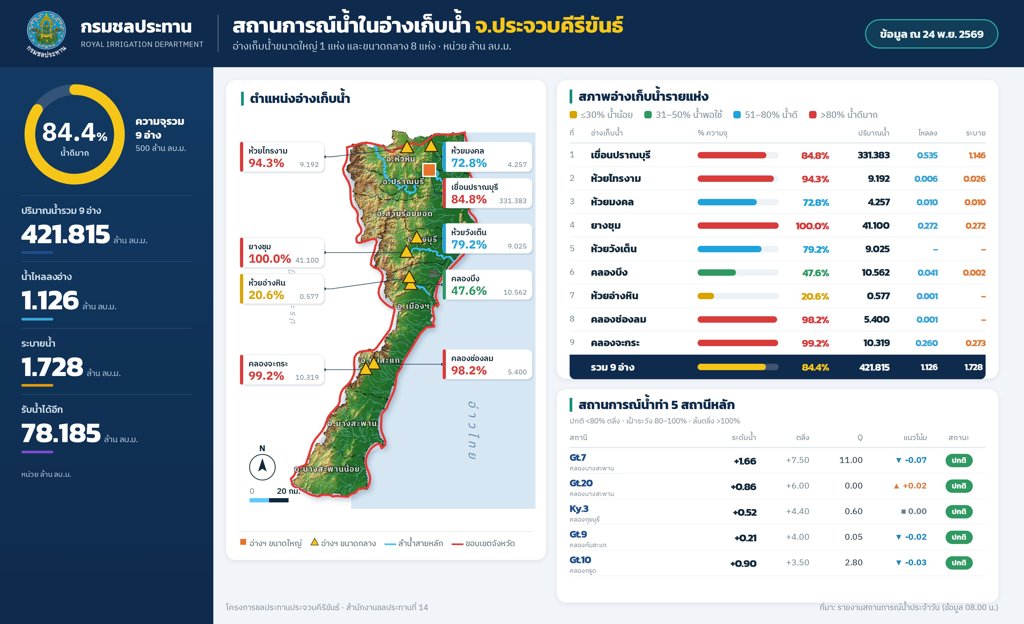 กรมชลประทาน
ROYAL IRRIGATION DEPARTMENT
สถานการณ์น้ำในอ่างเก็บน้ำ จ.ประจวบคีรีขันธ์
อ่างเก็บน้ำขนาดใหญ่ 1 แห่ง และขนาดกลาง 8 แห่ง · หน่วย ล้าน ลบ.ม.
ข้อมูล ณ 24 พ.ย. 2569
84.4%
น้ำดีมาก
ความจุรวม
9 อ่าง
500 ล้าน ลบ.ม.
ปริมาณน้ำรวม 9 อ่าง
421.815 ล้าน ลบ.ม.
น้ำไหลลงอ่าง
1.126 ล้าน ลบ.ม.
ระบายน้ำ
1.728 ล้าน ลบ.ม.
รับน้ำได้อีก
78.185 ล้าน ลบ.ม.
หน่วย ล้าน ลบ.ม.
ตำแหน่งอ่างเก็บน้ำ
ห้วยไทรงาม
94.3% 9.192
ห้วยมงคล
72.8% 4.257
เขื่อนปราณบุรี
84.8% 331.383
ห้วยวังเต็น
79.2% 9.025
ยางชุม
100.0% 41.100
คลองบึง
47.6% 10.562
ห้วยอ่างหิน
20.6% 0.577
คลองจะกระ
99.2% 10.319
คลองช่องลม
98.2% 5.400
อ.หัวหิน
อ.ปราณบุรี
อ.สามร้อยยอด
อ.เมืองฯ
อ.บางสะพาน
อ.บางสะพานน้อย
อ่าวไทย
N
0 20 กม.
อ่างฯ ขนาดใหญ่ อ่างฯ ขนาดกลาง ลำน้ำสายหลัก ขอบเขตจังหวัด
สภาพอ่างเก็บน้ำรายแห่ง
≤30% น้ำน้อย 31–50% น้ำพอใช้ 51–80% น้ำดี >80% น้ำดีมาก
ที่ อ่างเก็บน้ำ % ความจุ ปริมาณน้ำ ไหลลง ระบาย
1 เขื่อนปราณบุรี 84.8% 331.383 0.535 1.146
2 ห้วยไทรงาม 94.3% 9.192 0.006 0.026
3 ห้วยมงคล 72.8% 4.257 0.010 0.010
4 ยางชุม 100.0% 41.100 0.272 0.272
5 ห้วยวังเต็น 79.2% 9.025 – –
6 คลองบึง 47.6% 10.562 0.041 0.002
7 ห้วยอ่างหิน 20.6% 0.577 0.001 –
8 คลองช่องลม 98.2% 5.400 0.001 –
9 คลองจะกระ 99.2% 10.319 0.260 0.273
รวม 9 อ่าง 84.4% 421.815 1.126 1.728
สถานการณ์น้ำท่า 5 สถานีหลัก
ปกติ <80% ตลิ่ง · เฝ้าระวัง 80–100% · ล้นตลิ่ง >100%
สถานี ระดับน้ำ ตลิ่ง Q แนวโน้ม สถานะ
Gt.7 +1.66 +7.50 11.00 ▼ -0.07 ปกติ
คลองบางสะพาน
Gt.20 +0.86 +6.00 0.00 ▲ +0.02 ปกติ
คลองบางสะพาน
Ky.3 +0.52 +4.40 0.60 ■ 0.00 ปกติ
คลองกุยบุรี
Gt.9 +0.21 +4.00 0.05 ▼ -0.02 ปกติ
คลองทับสะแก
Gt.10 +0.90 +3.50 2.80 ▼ -0.03 ปกติ
คลองกรูด
โครงการชลประทานประจวบคีรีขันธ์ · สำนักงานชลประทานที่ 14
ที่มา: รายงานสถานการณ์น้ำประจำวัน (ข้อมูล 08.00 น.)